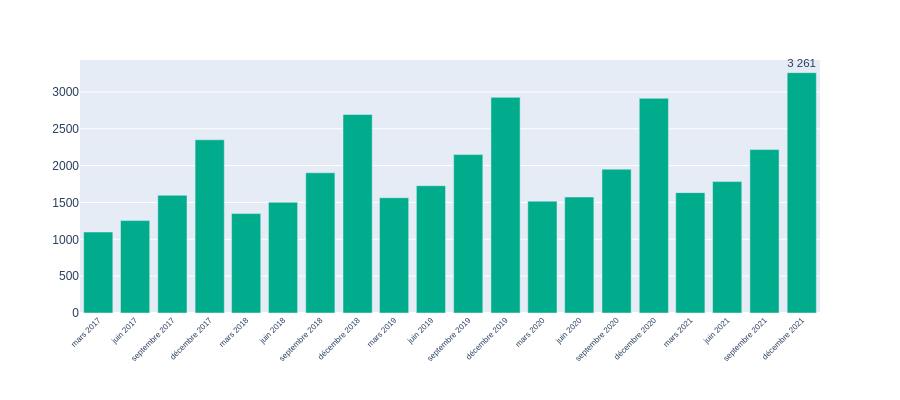 3 261
3000
2500
2000
1500
1000
500
0
mars 2017
juin 2017
septembre 2017
décembre 2017
mars 2018
juin 2018
septembre 2018
décembre 2018
mars 2019
juin 2019
septembre 2019
décembre 2019
mars 2020
juin 2020
septembre 2020
décembre 2020
mars 2021
juin 2021
septembre 2021
décembre 2021